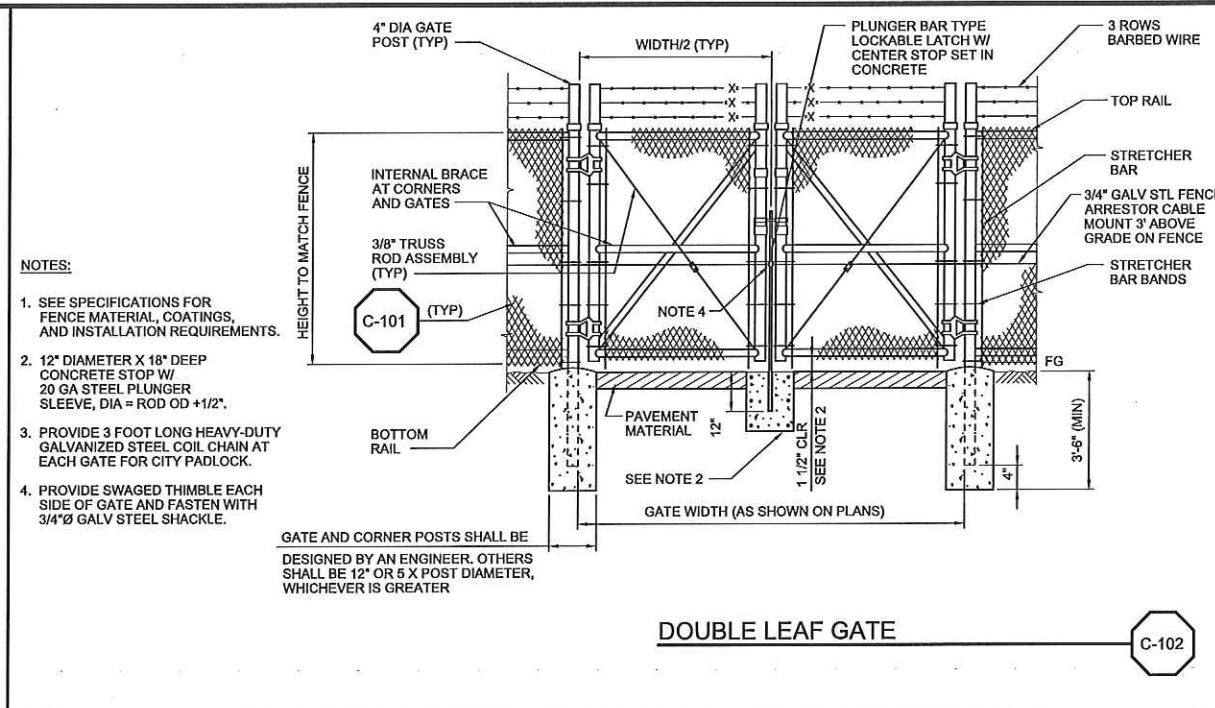 4" DIA GATE
POST (TYP)
WIDTH/2 (TYP)
PLUNGER BAR TYPE
LOCKABLE LATCH W/
CENTER STOP SET IN
CONCRETE
3 ROWS
BARBED WIRE
TOP RAIL
STRETCHER
BAR
3/4" GALV STL FENCE
ARRESTOR CABLE
MOUNT 3' ABOVE
GRADE ON FENCE
STRETCHER
BAR BANDS
HEIGHT TO MATCH FENCE
INTERNAL BRACE
AT CORNERS
AND GATES
3/8" TRUSS
ROD ASSEMBLY
(TYP)
C-101
(TYP)
NOTE 4
FG
NOTES:
1. SEE SPECIFICATIONS FOR
FENCE MATERIAL, COATINGS,
AND INSTALLATION REQUIREMENTS.
2. 12" DIAMETER X 18" DEEP
CONCRETE STOP W/
20 GA STEEL PLUNGER
SLEEVE, DIA = ROD OD +1/2".
3. PROVIDE 3 FOOT LONG HEAVY-DUTY
GALVANIZED STEEL COIL CHAIN AT
EACH GATE FOR CITY PADLOCK.
4. PROVIDE SWAGED THIMBLE EACH
SIDE OF GATE AND FASTEN WITH
3/4"Ø GALV STEEL SHACKLE.
BOTTOM
RAIL
PAVEMENT
MATERIAL
12"
SEE NOTE 2
1 1/2" CLR
SEE NOTE 2
4"
3'-6" (MIN)
GATE WIDTH (AS SHOWN ON PLANS)
GATE AND CORNER POSTS SHALL BE
DESIGNED BY AN ENGINEER. OTHERS
SHALL BE 12" OR 5 X POST DIAMETER,
WHICHEVER IS GREATER
DOUBLE LEAF GATE
C-102